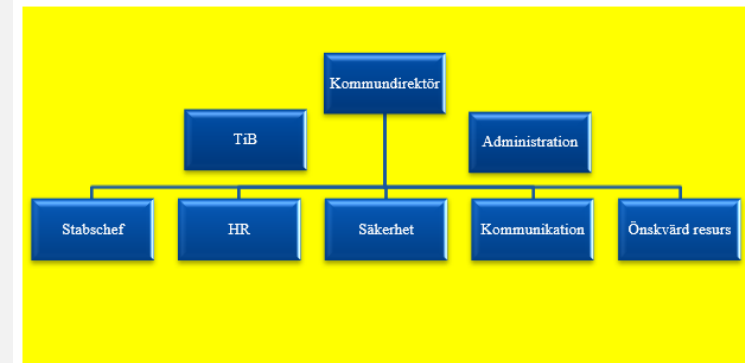 Kommundirektör
TiB
Administration
Stabschef
HR
Säkerhet
Kommunikation
Önskvärd resurs